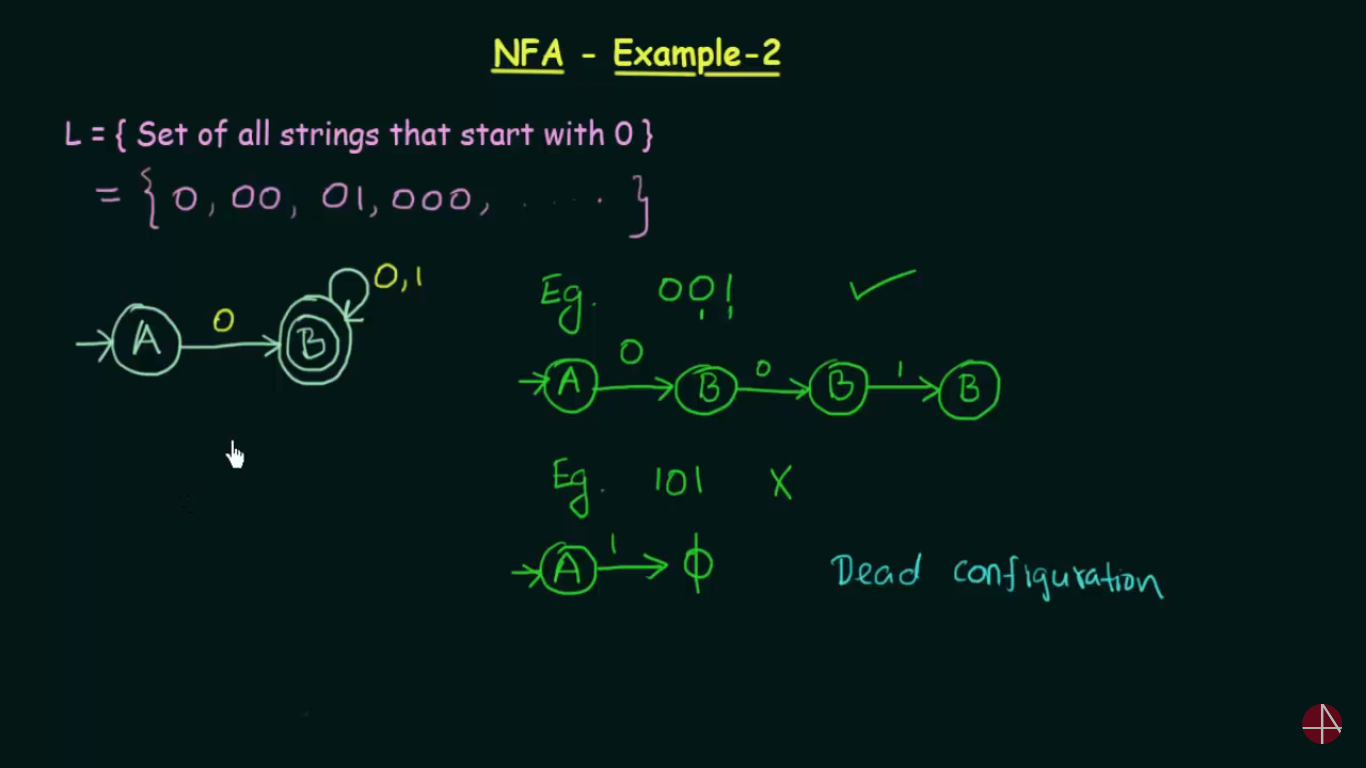 NFA - Example-2
L = { Set of all strings that start with 0 }
= { 0, 00, 01, 000, ..... }
0,1
0
A
B
Eg. 001 ✓
0
0
1
A
B
B
B
Eg. 101 X
1
A
ϕ
Dead configuration